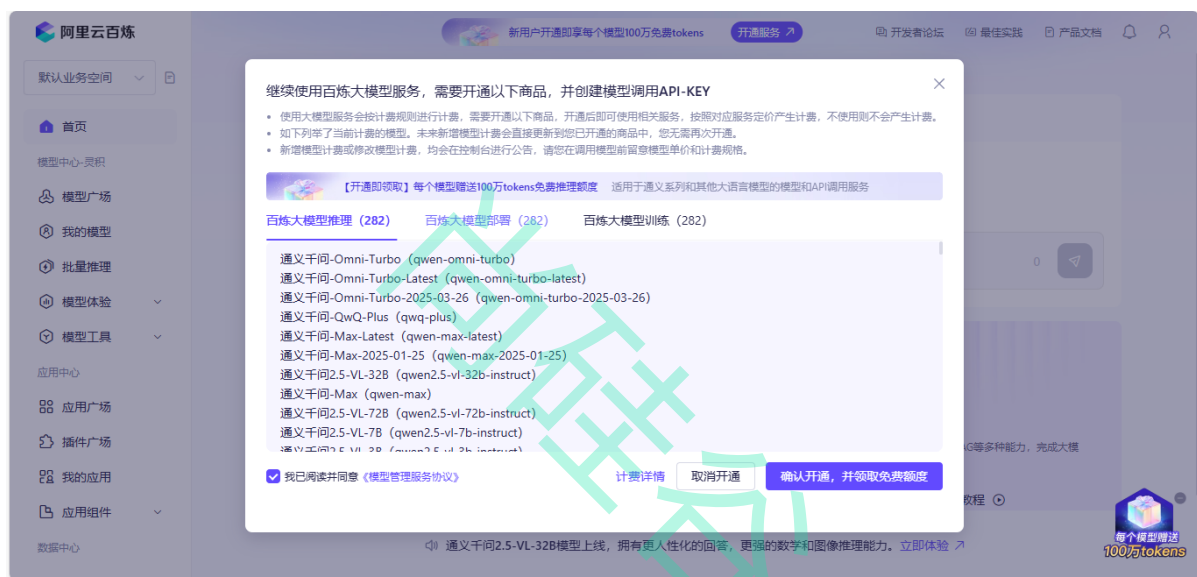 阿里云百炼
新用户开通即享每个模型100万免费tokens
开通服务
开发者论坛
最佳实践
产品文档
默认业务空间
首页
模型中心-灵积
模型广场
我的模型
批量推理
模型体验
模型工具
应用中心
应用广场
插件广场
我的应用
应用组件
数据中心
继续使用百炼大模型服务，需要开通以下商品，并创建模型调用API-KEY
使用大模型服务会按计费规则进行计费，需要开通以下商品，开通后即可使用相关服务，按照对应服务定价产生计费，不使用则不会产生计费。
如下列举了当前计费的模型。未来新增模型计费会直接更新到您已开通的商品中，您无需再次开通。
新增模型计费或修改模型计费，均会在控制台进行公告，请您在调用模型前留意模型单价和计费规格。
【开通即领取】每个模型赠送100万tokens免费推理额度 适用于通义系列和其他大语言模型的模型和API调用服务
百炼大模型推理（282） 百炼大模型部署（282） 百炼大模型训练（282）
通义千问-Omni-Turbo（qwen-omni-turbo）
通义千问-Omni-Turbo-Latest（qwen-omni-turbo-latest）
通义千问-Omni-Turbo-2025-03-26（qwen-omni-turbo-2025-03-26）
通义千问-QwQ-Plus（qwq-plus）
通义千问-Max-Latest（qwen-max-latest）
通义千问-Max-2025-01-25（qwen-max-2025-01-25）
通义千问2.5-VL-32B（qwen2.5-vl-32b-instruct）
通义千问-Max（qwen-max）
通义千问2.5-VL-72B（qwen2.5-vl-72b-instruct）
通义千问2.5-VL-7B（qwen2.5-vl-7b-instruct）
通义千问2.5-VL-3B（qwen2.5-vl-3b-instruct）
我已阅读并同意《模型管理服务协议》
计费详情
取消开通
确认开通，并领取免费额度
0
G等多种能力，完成大模
教程
通义千问2.5-VL-32B模型上线，拥有更人性化的回答，更强的数学和图像推理能力。立即体验
每个模型赠送
100万tokens
尚硅谷